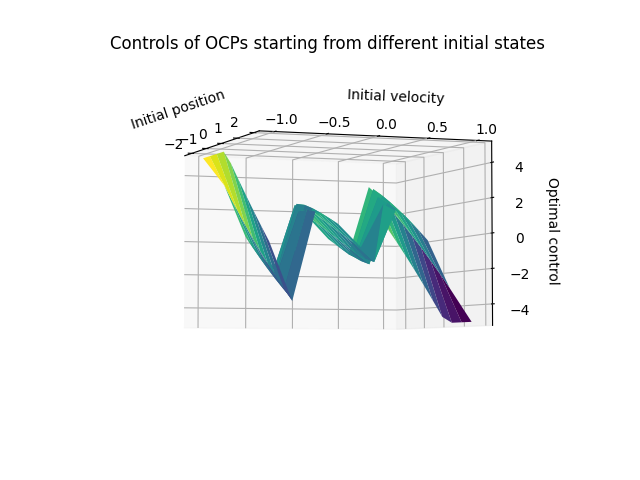 Controls of OCPs starting from different initial states
Initial position
Initial velocity
−2 −1 0 1 2
−1.0 −0.5 0.0 0.5 1.0
4
2
0
−2
−4
Optimal control